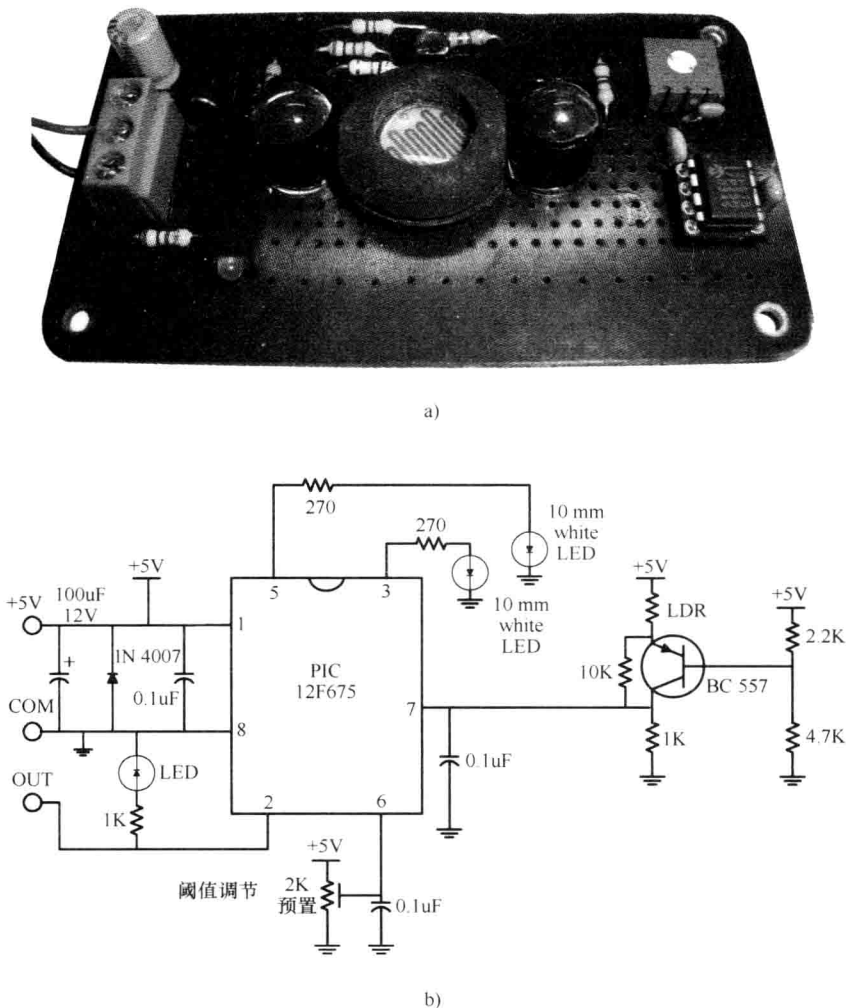 a)
270
10 mm
white
LED
270
10 mm
white
LED
+5V
100uF
12V
+5V
5
3
1
1N 4007
0.1uF
PIC
12F675
+5V
LDR
+5V
2.2K
10K
BC 557
7
COM
8
0.1uF
1K
4.7K
LED
OUT
1K
2
6
+5V
阈值调节
2K
预置
0.1uF
b)